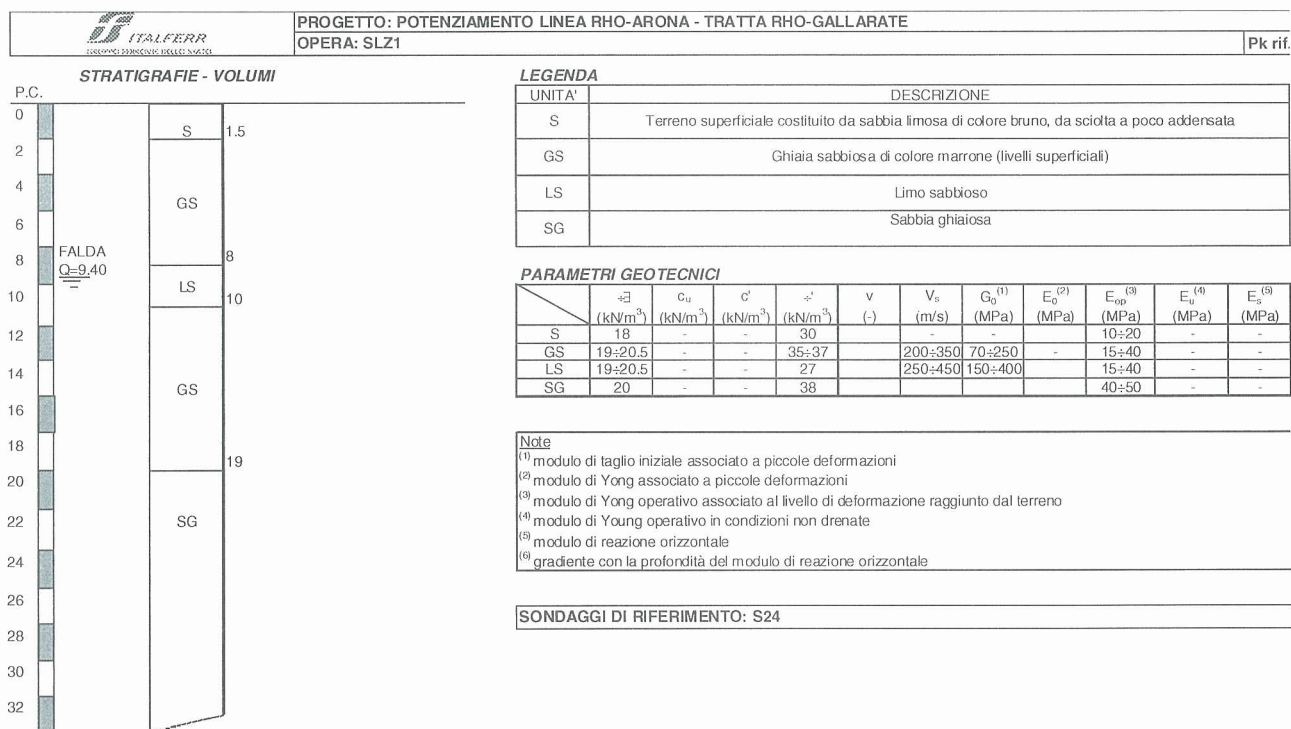 ITALFERR
PROGETTO: POTENZIAMENTO LINEA RHO-ARONA - TRATTA RHO-GALLARATE
OPERA: SLZ1
Pk rif.
STRATIGRAFIE - VOLUMI
P.C.
0
2
4
6
8
10
12
14
16
18
20
22
24
26
28
30
32
FALDA
Q=9.40
S
1.5
GS
8
LS
10
GS
19
SG
LEGENDA
UNITA' DESCRIZIONE
S Terreno superficiale costituito da sabbia limosa di colore bruno, da sciolta a poco addensata
GS Ghiaia sabbiosa di colore marrone (livelli superficiali)
LS Limo sabbioso
SG Sabbia ghiaiosa
PARAMETRI GEOTECNICI
÷∃ cu c' ÷' ν Vs G0(1) E0(2) Eop(3) Eu(4) Es(5)
(kN/m3) (kN/m3) (kN/m3) (kN/m3) (-) (m/s) (MPa) (MPa) (MPa) (MPa) (MPa)
S 18 - - 30 - - 10÷20 - -
GS 19÷20.5 - - 35÷37 200÷350 70÷250 - 15÷40 - -
LS 19÷20.5 - - 27 250÷450 150÷400 15÷40 - -
SG 20 - - 38 40÷50 - -
Note
(1) modulo di taglio iniziale associato a piccole deformazioni
(2) modulo di Yong associato a piccole deformazioni
(3) modulo di Yong operativo associato al livello di deformazione raggiunto dal terreno
(4) modulo di Young operativo in condizioni non drenate
(5) modulo di reazione orizzontale
(6) gradiente con la profondità del modulo di reazione orizzontale
SONDAGGI DI RIFERIMENTO: S24